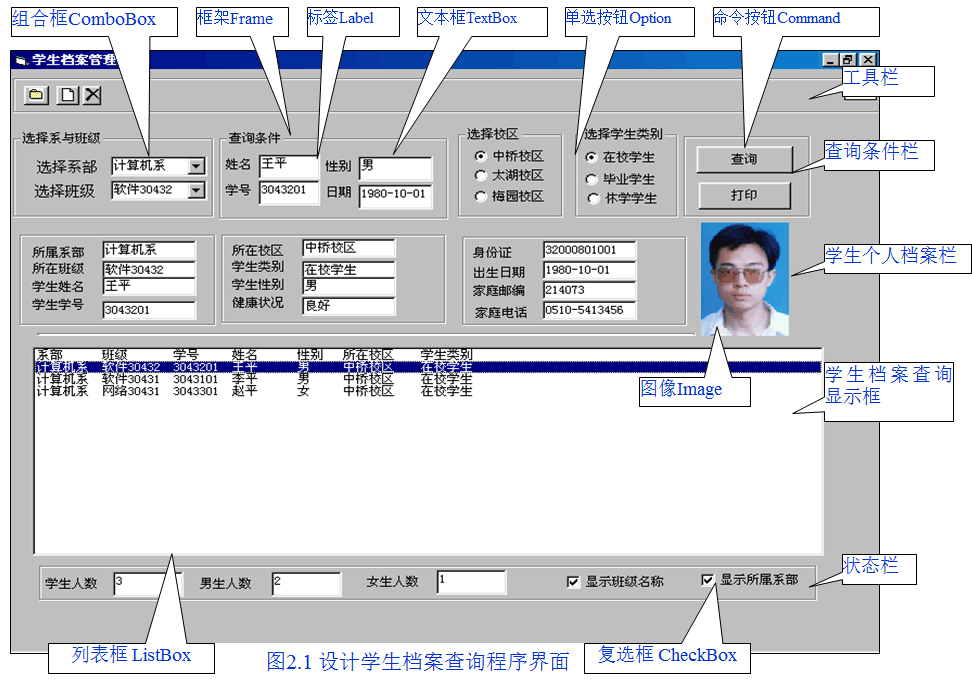 组合框ComboBox
框架Frame
标签Label
文本框TextBox
单选按钮Option
命令按钮Command
学生档案管理
工具栏
选择系与班级
查询条件
选择校区
选择学生类别
选择系部 计算机系
选择班级 软件30432
姓名 王平 性别 男
学号 3043201 日期 1980-10-01
中桥校区
太湖校区
梅园校区
在校学生
毕业学生
休学学生
查询
打印
查询条件栏
所属系部 计算机系
所在班级 软件30432
学生姓名 王平
学生学号 3043201
所在校区 中桥校区
学生类别 在校学生
学生性别 男
健康状况 良好
身份证 32000801001
出生日期 1980-10-01
家庭邮编 214073
家庭电话 0510-5413456
学生个人档案栏
系部 班级 学号 姓名 性别 所在校区 学生类别
计算机系 软件30432 3043201 王平 男 中桥校区 在校学生
计算机系 软件30431 3043101 李平 男 中桥校区 在校学生
计算机系 网络30431 3043301 赵平 女 中桥校区 在校学生
图像Image
学生档案查询
显示框
学生人数 3 男生人数 2 女生人数 1 显示班级名称 显示所属系部
状态栏
列表框 ListBox
图2.1 设计学生档案查询程序界面
复选框 CheckBox